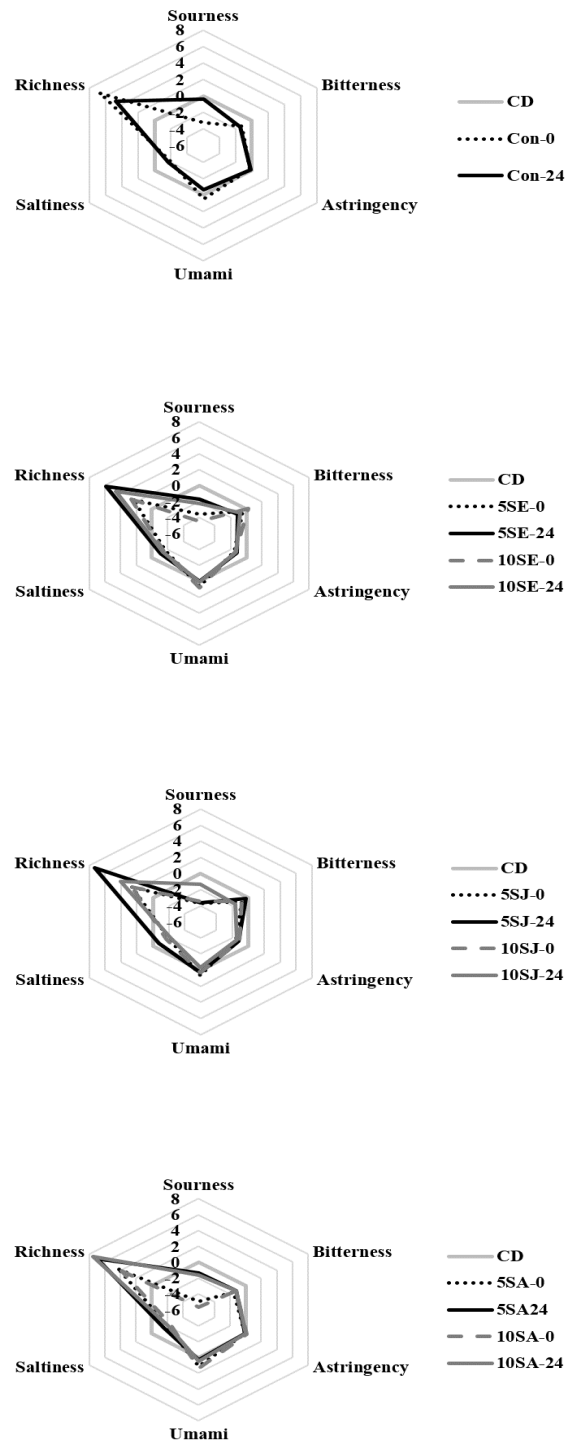 Sourness
8
6
4
2
0
-2
-4
-6
Richness
Bitterness
Saltiness
Astringency
Umami
CD
Con-0
Con-24
Sourness
8
6
4
2
0
-2
-4
-6
Richness
Bitterness
Saltiness
Astringency
Umami
CD
5SE-0
5SE-24
10SE-0
10SE-24
Sourness
8
6
4
2
0
-2
-4
-6
Richness
Bitterness
Saltiness
Astringency
Umami
CD
5SJ-0
5SJ-24
10SJ-0
10SJ-24
Sourness
8
6
4
2
0
-2
-4
-6
Richness
Bitterness
Saltiness
Astringency
Umami
CD
5SA-0
5SA24
10SA-0
10SA-24